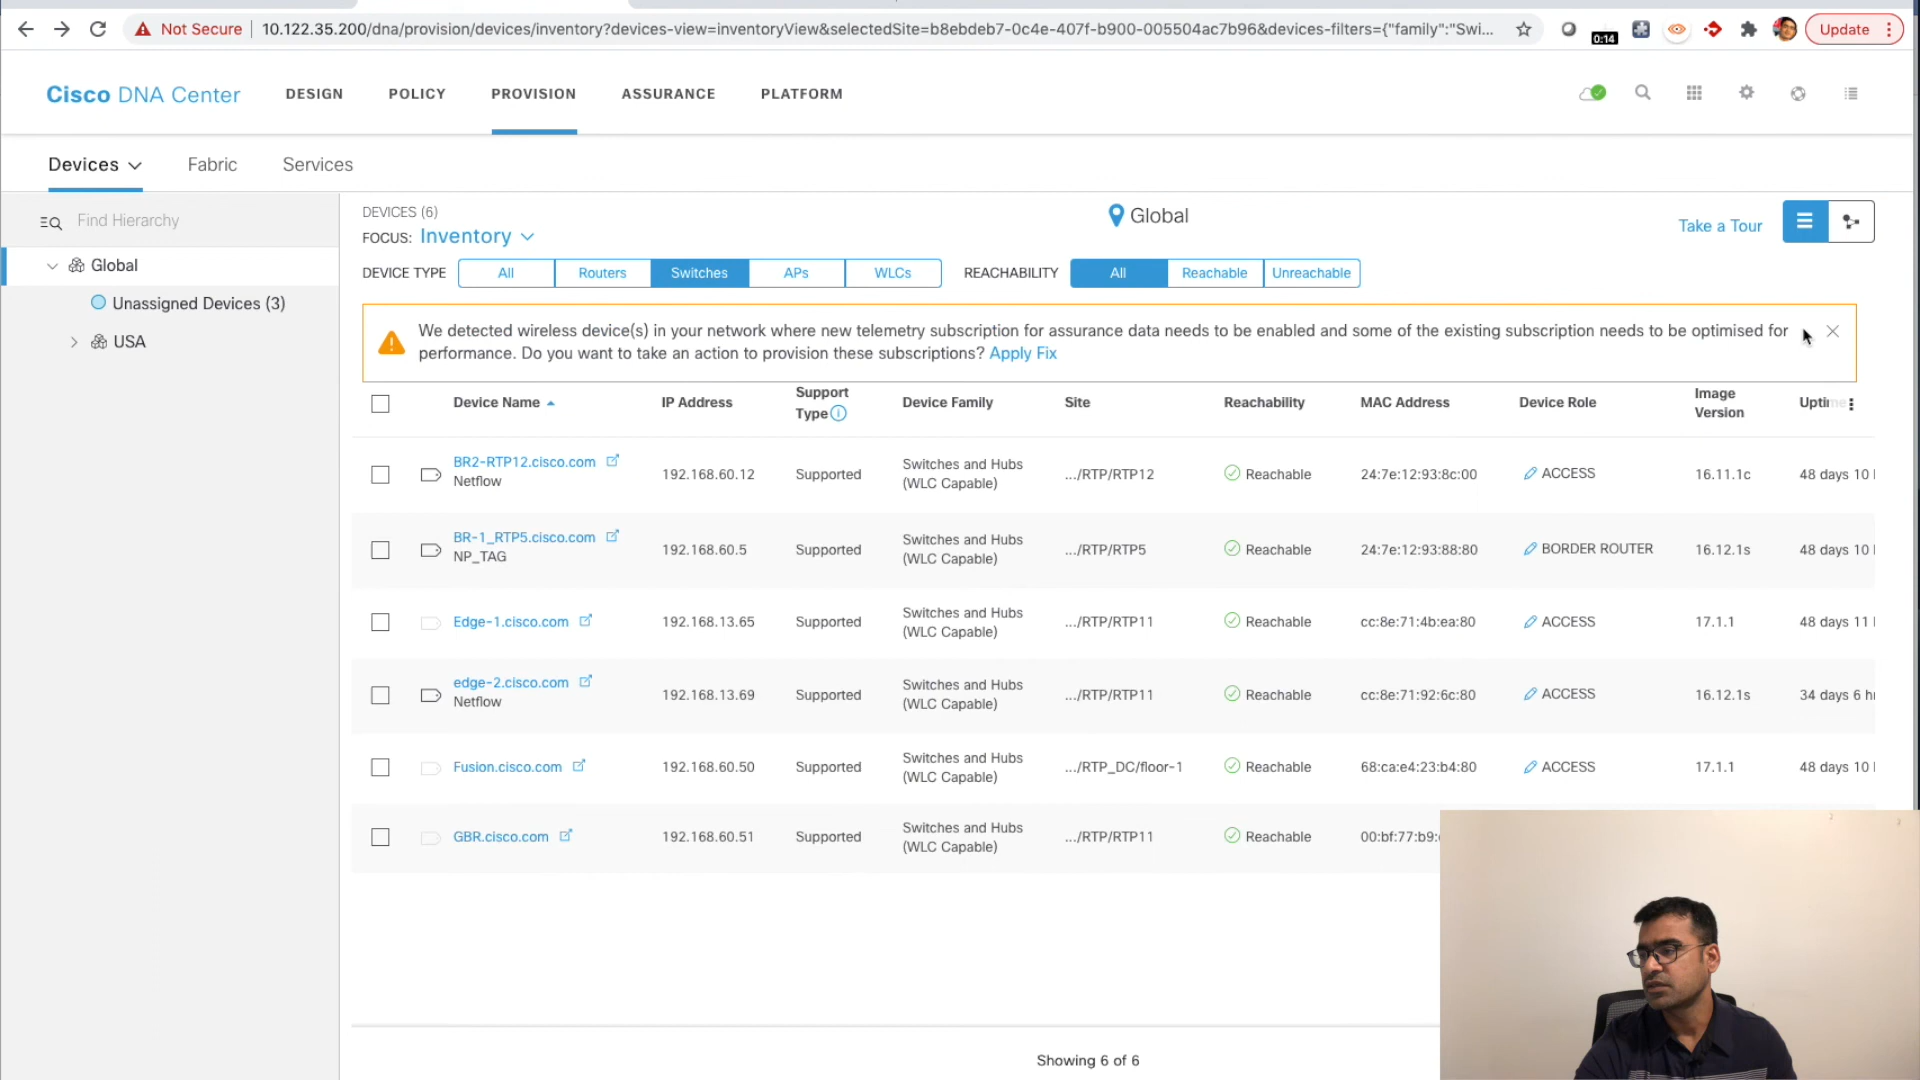 Not Secure 10.122.35.200/dna/provision/devices/inventory?devices-view=inventoryView&selectedSite=b8ebdeb7-0c4e-407f-b900-005504ac7b96&devices-filters={"family":"Swi... 0:14 Update
Cisco DNA Center DESIGN POLICY PROVISION ASSURANCE PLATFORM
Devices Fabric Services
Find Hierarchy
Global
Unassigned Devices (3)
USA
DEVICES (6)
FOCUS: Inventory
Global
Take a Tour
DEVICE TYPE All Routers Switches APs WLCs REACHABILITY All Reachable Unreachable
We detected wireless device(s) in your network where new telemetry subscription for assurance data needs to be enabled and some of the existing subscription needs to be optimised for
performance. Do you want to take an action to provision these subscriptions? Apply Fix
Device Name IP Address Support Type Device Family Site Reachability MAC Address Device Role Image Version Uptime
BR2-RTP12.cisco.com 192.168.60.12 Supported Switches and Hubs .../RTP/RTP12 Reachable 24:7e:12:93:8c:00 ACCESS 16.11.1c 48 days 10
Netflow (WLC Capable)
BR-1_RTP5.cisco.com 192.168.60.5 Supported Switches and Hubs .../RTP/RTP5 Reachable 24:7e:12:93:88:80 BORDER ROUTER 16.12.1s 48 days 10
NP_TAG (WLC Capable)
Edge-1.cisco.com 192.168.13.65 Supported Switches and Hubs .../RTP/RTP11 Reachable cc:8e:71:4b:ea:80 ACCESS 17.1.1 48 days 11
(WLC Capable)
edge-2.cisco.com 192.168.13.69 Supported Switches and Hubs .../RTP/RTP11 Reachable cc:8e:71:92:6c:80 ACCESS 16.12.1s 34 days 6
Netflow (WLC Capable)
Fusion.cisco.com 192.168.60.50 Supported Switches and Hubs .../RTP_DC/floor-1 Reachable 68:ca:e4:23:b4:80 ACCESS 17.1.1 48 days 10
(WLC Capable)
GBR.cisco.com 192.168.60.51 Supported Switches and Hubs .../RTP/RTP11 Reachable 00:bf:77:b9:
(WLC Capable)
Showing 6 of 6